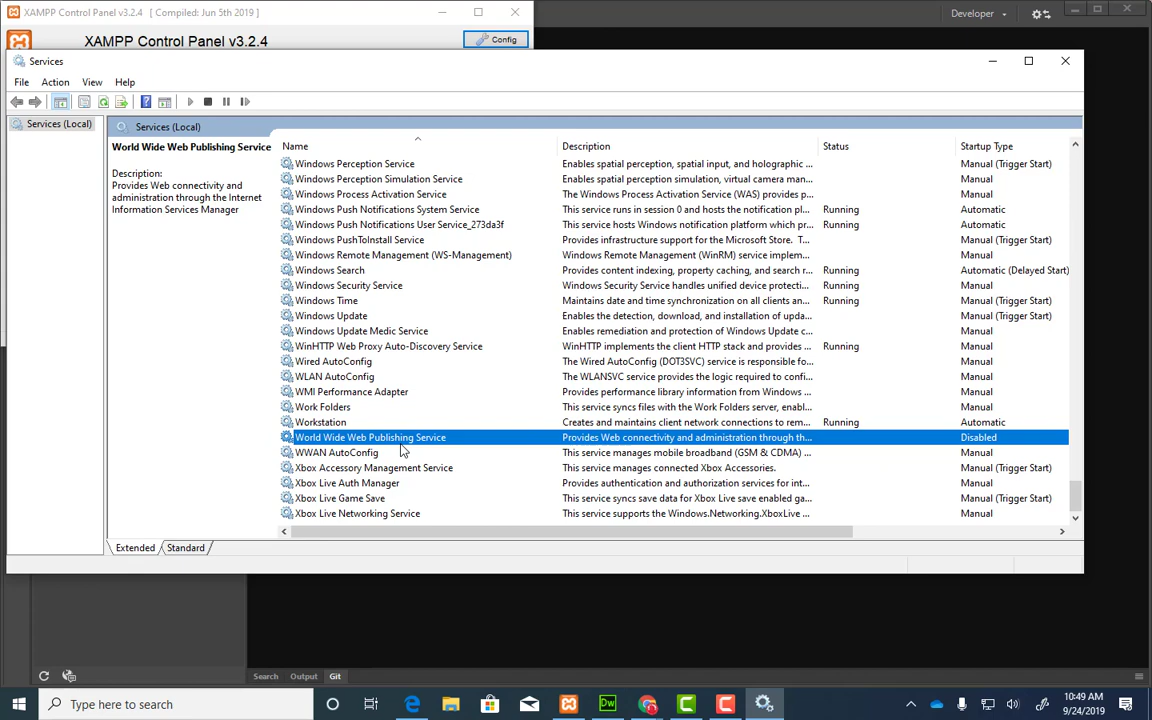 XAMPP Control Panel v3.2.4 [ Compiled: Jun 5th 2019 ]
Developer
XAMPP Control Panel v3.2.4
Config
Services
File Action View Help
Services (Local)
Services (Local)
World Wide Web Publishing Service
Description:
Provides Web connectivity and
administration through the Internet
Information Services Manager
Name Description Status Startup Type
Windows Perception Service Enables spatial perception, spatial input, and holographic ... Manual (Trigger Start)
Windows Perception Simulation Service Enables spatial perception simulation, virtual camera man... Manual
Windows Process Activation Service The Windows Process Activation Service (WAS) provides p... Manual
Windows Push Notifications System Service This service runs in session 0 and hosts the notification pl... Running Automatic
Windows Push Notifications User Service_273da3f This service hosts Windows notification platform which pr... Running Automatic
Windows PushToInstall Service Provides infrastructure support for the Microsoft Store. T... Manual (Trigger Start)
Windows Remote Management (WS-Management) Windows Remote Management (WinRM) service implem... Manual
Windows Search Provides content indexing, property caching, and search r... Running Automatic (Delayed Start)
Windows Security Service Windows Security Service handles unified device protecti... Running Manual
Windows Time Maintains date and time synchronization on all clients an... Running Manual (Trigger Start)
Windows Update Enables the detection, download, and installation of upda... Manual (Trigger Start)
Windows Update Medic Service Enables remediation and protection of Windows Update c... Manual
WinHTTP Web Proxy Auto-Discovery Service WinHTTP implements the client HTTP stack and provides ... Running Manual
Wired AutoConfig The Wired AutoConfig (DOT3SVC) service is responsible fo... Manual
WLAN AutoConfig The WLANSVC service provides the logic required to confi... Manual
WMI Performance Adapter Provides performance library information from Windows ... Manual
Work Folders This service syncs files with the Work Folders server, enabl... Manual
Workstation Creates and maintains client network connections to rem... Running Automatic
World Wide Web Publishing Service Provides Web connectivity and administration through th... Disabled
WWAN AutoConfig This service manages mobile broadband (GSM & CDMA) ... Manual
Xbox Accessory Management Service This service manages connected Xbox Accessories. Manual (Trigger Start)
Xbox Live Auth Manager Provides authentication and authorization services for int... Manual
Xbox Live Game Save This service syncs save data for Xbox Live save enabled ga... Manual (Trigger Start)
Xbox Live Networking Service This service supports the Windows.Networking.XboxLive ... Manual
Extended Standard
Search Output Git
Type here to search
Dw
10:49 AM
9/24/2019